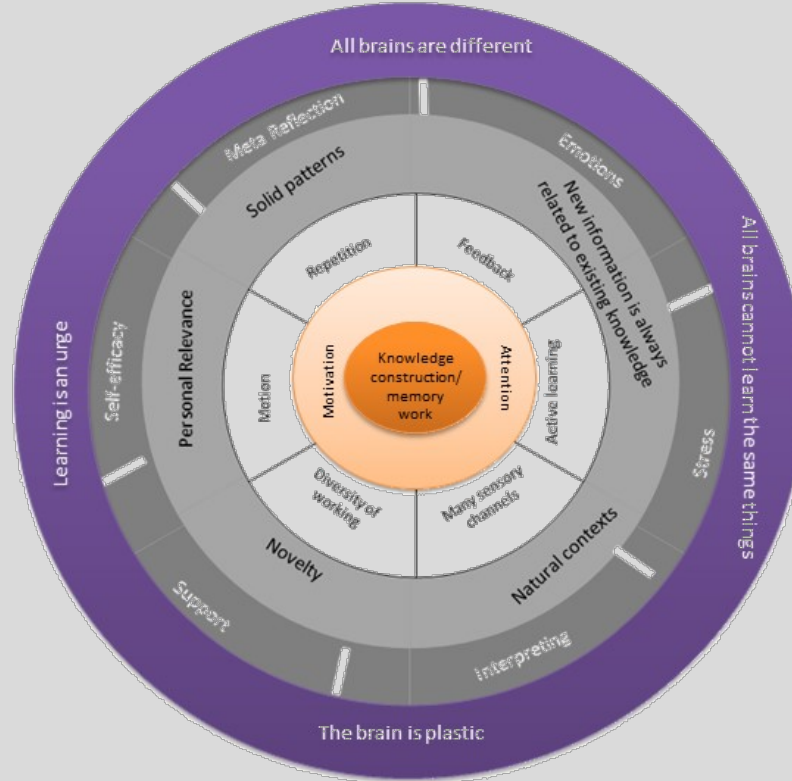 All brains are different
Meta Reflection
Emotions
Solid patterns
New information is always
related to existing knowledge
Repetition
Feedback
All brains cannot learn the same things
Learning is an urge
Self-efficacy
Personal Relevance
Motion
Motivation
Knowledge
construction/
memory
work
Attention
Active learning
Stress
Diversity of
working
Many sensory
channels
Novelty
Natural contexts
Support
Interpreting
The brain is plastic